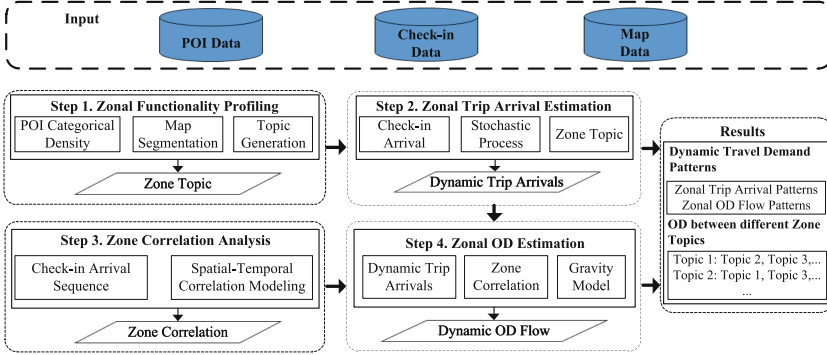 Input
POI Data
Check-in
Data
Map
Data
Step 1. Zonal Functionality Profiling
POI Categorical
Density
Map
Segmentation
Topic
Generation
Zone Topic
Step 2. Zonal Trip Arrival Estimation
Check-in
Arrival
Stochastic
Process
Zone Topic
Dynamic Trip Arrivals
Step 3. Zone Correlation Analysis
Check-in Arrival
Sequence
Spatial-Temporal
Correlation Modeling
Zone Correlation
Step 4. Zonal OD Estimation
Dynamic Trip
Arrivals
Zone
Correlation
Gravity
Model
Dynamic OD Flow
Results
Dynamic Travel Demand
Patterns
Zonal Trip Arrival Patterns
Zonal OD Flow Patterns
OD between different Zone
Topics
Topic 1: Topic 2, Topic 3,...
Topic 2: Topic 1, Topic 3,...
...